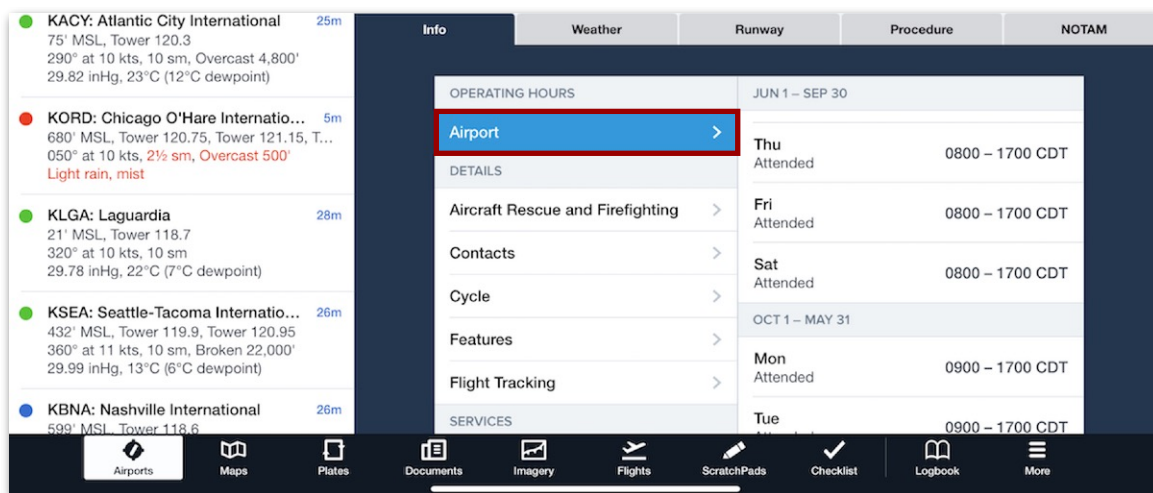 KACY: Atlantic City International 25m
75' MSL, Tower 120.3
290° at 10 kts, 10 sm, Overcast 4,800'
29.82 inHg, 23°C (12°C dewpoint)
KORD: Chicago O'Hare Internatio... 5m
680' MSL, Tower 120.75, Tower 121.15, T...
050° at 10 kts, 2½ sm, Overcast 500'
Light rain, mist
KLGA: Laguardia 28m
21' MSL, Tower 118.7
320° at 10 kts, 10 sm
29.78 inHg, 22°C (7°C dewpoint)
KSEA: Seattle-Tacoma Internatio... 26m
432' MSL, Tower 119.9, Tower 120.95
360° at 11 kts, 10 sm, Broken 22,000'
29.99 inHg, 13°C (6°C dewpoint)
KBNA: Nashville International 26m
599' MSL, Tower 118.6
Info Weather Runway Procedure NOTAM
OPERATING HOURS
Airport
DETAILS
Aircraft Rescue and Firefighting
Contacts
Cycle
Features
Flight Tracking
SERVICES
JUN 1 – SEP 30
Thu 0800 – 1700 CDT
Attended
Fri 0800 – 1700 CDT
Attended
Sat 0800 – 1700 CDT
Attended
OCT 1 – MAY 31
Mon 0900 – 1700 CDT
Attended
Tue 0900 – 1700 CDT
Airports Maps Plates Documents Imagery Flights ScratchPads Checklist Logbook More